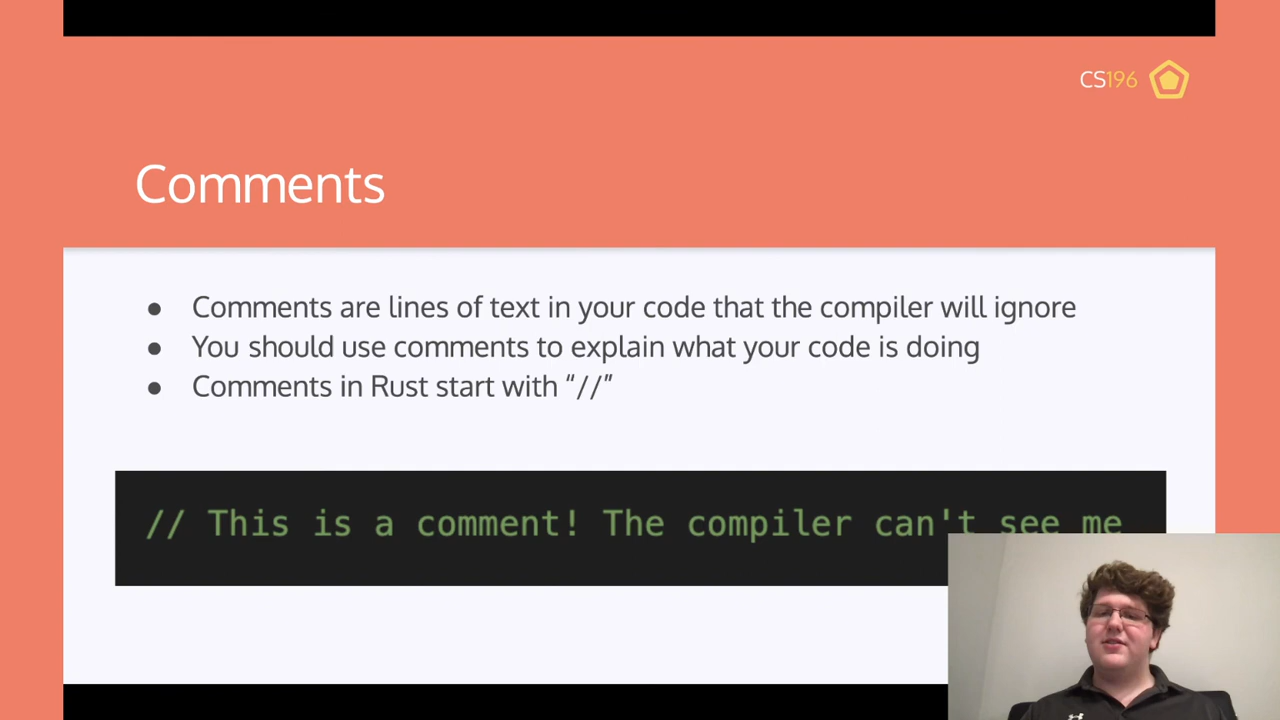 CS196
Comments
● Comments are lines of text in your code that the compiler will ignore
● You should use comments to explain what your code is doing
● Comments in Rust start with “//”
// This is a comment! The compiler can't see me